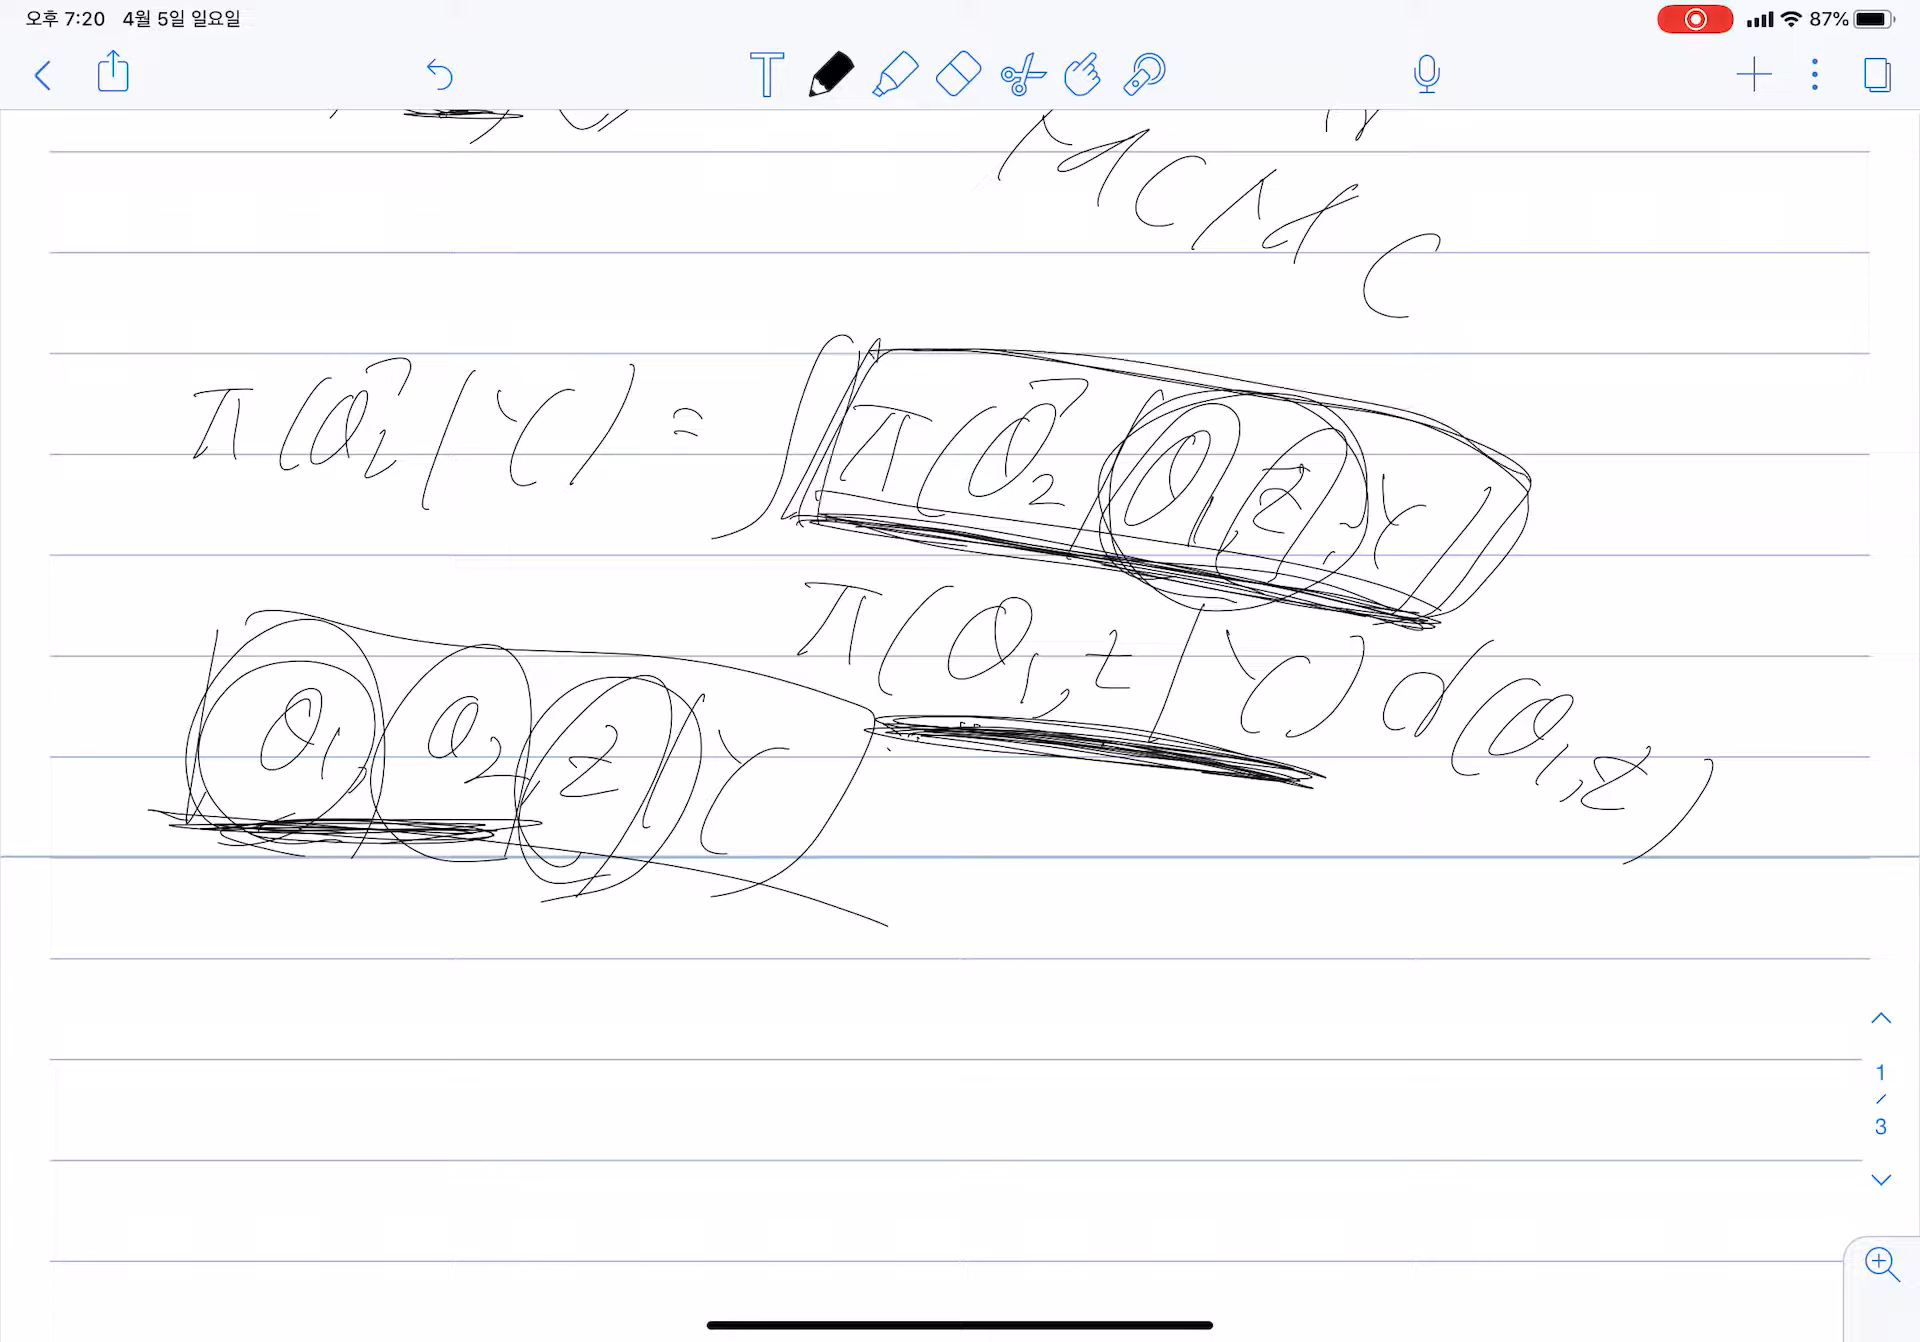 오후 7:20 4월 5일 일요일 87%
T
MCMC
π(θ₂|Y) = ∫ π(θ₂|θ₁, z, Y)
π(θ₁, z|Y) d(θ₁, z)
θ₁, θ₂, z|Y)
1
/
3